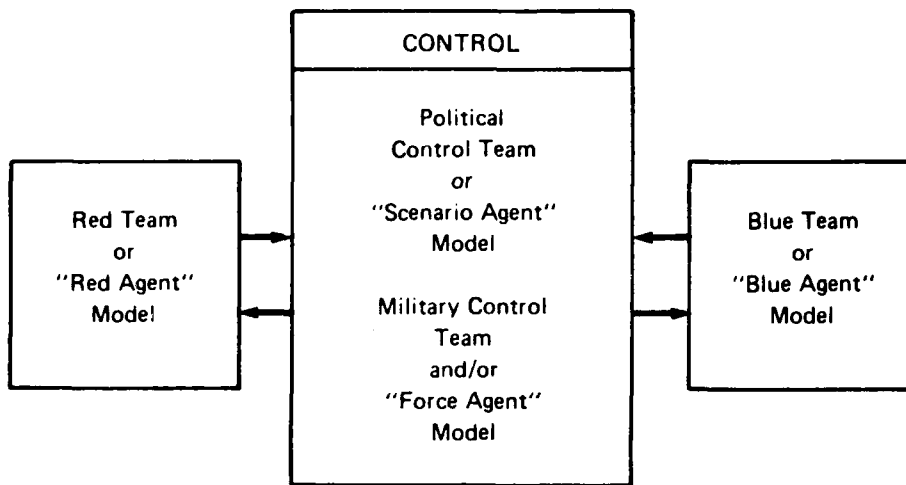 CONTROL
Political
Control Team
or
"Scenario Agent"
Model
Military Control
Team
and/or
"Force Agent"
Model
Red Team
or
"Red Agent"
Model
Blue Team
or
"Blue Agent"
Model